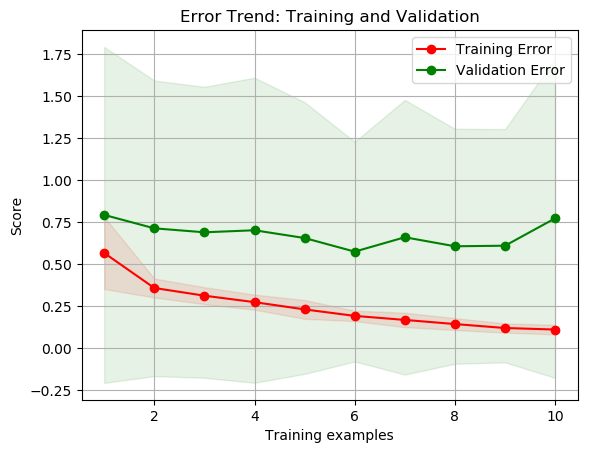 Error Trend: Training and Validation
Training Error
Validation Error
1.75
1.50
1.25
1.00
0.75
0.50
0.25
0.00
−0.25
Score
2
4
6
8
10
Training examples